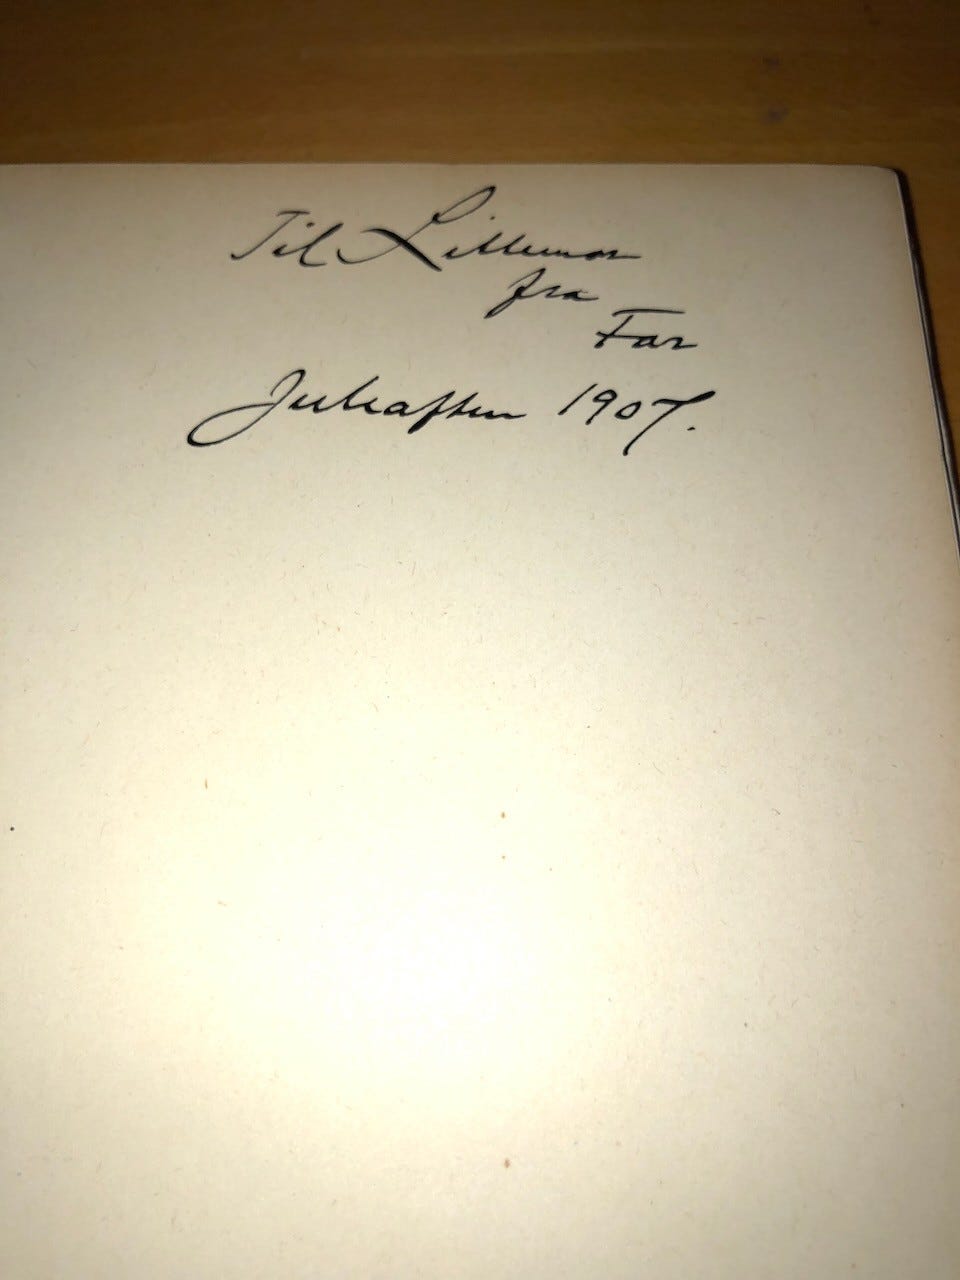 Til Lillemor
fra
Far
Juleaften 1907.